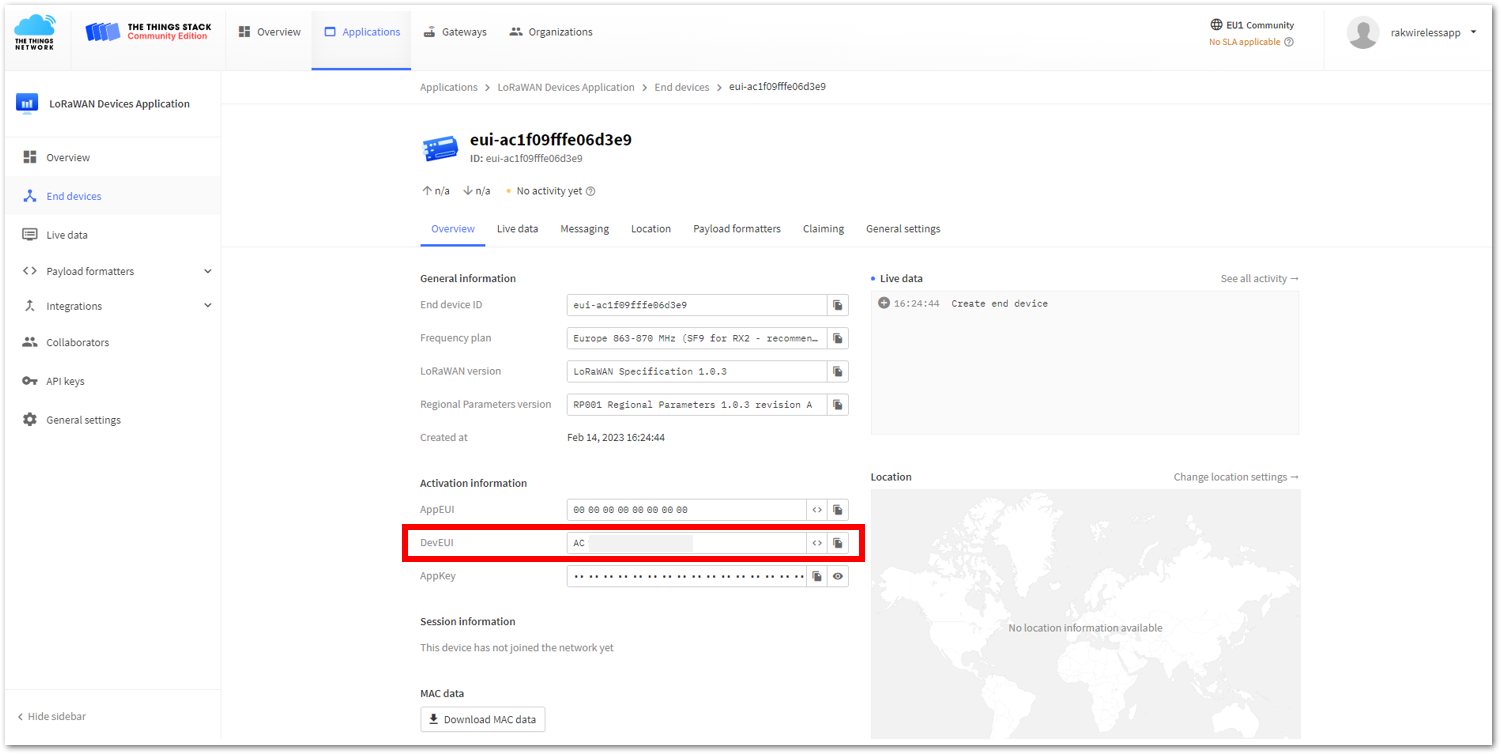 THE THINGS NETWORK
THE THINGS STACK
Community Edition
Overview
Applications
Gateways
Organizations
EU1 Community
No SLA applicable
rakwirelessapp
LoRaWAN Devices Application
Overview
End devices
Live data
Payload formatters
Integrations
Collaborators
API keys
General settings
Hide sidebar
Applications > LoRaWAN Devices Application > End devices > eui-ac1f09fffe06d3e9
eui-ac1f09fffe06d3e9
ID: eui-ac1f09fffe06d3e9
↑ n/a ↓ n/a • No activity yet
Overview Live data Messaging Location Payload formatters Claiming General settings
General information
End device ID eui-ac1f09fffe06d3e9
Frequency plan Europe 863-870 MHz (SF9 for RX2 - recommen…
LoRaWAN version LoRaWAN Specification 1.0.3
Regional Parameters version RP001 Regional Parameters 1.0.3 revision A
Created at Feb 14, 2023 16:24:44
Activation information
AppEUI 00 00 00 00 00 00 00 00
DevEUI AC
AppKey •• •• •• •• •• •• •• •• •• •• •• •• •• •• •• ••
Session information
This device has not joined the network yet
MAC data
Download MAC data
• Live data See all activity →
16:24:44 Create end device
Location Change location settings →
No location information available